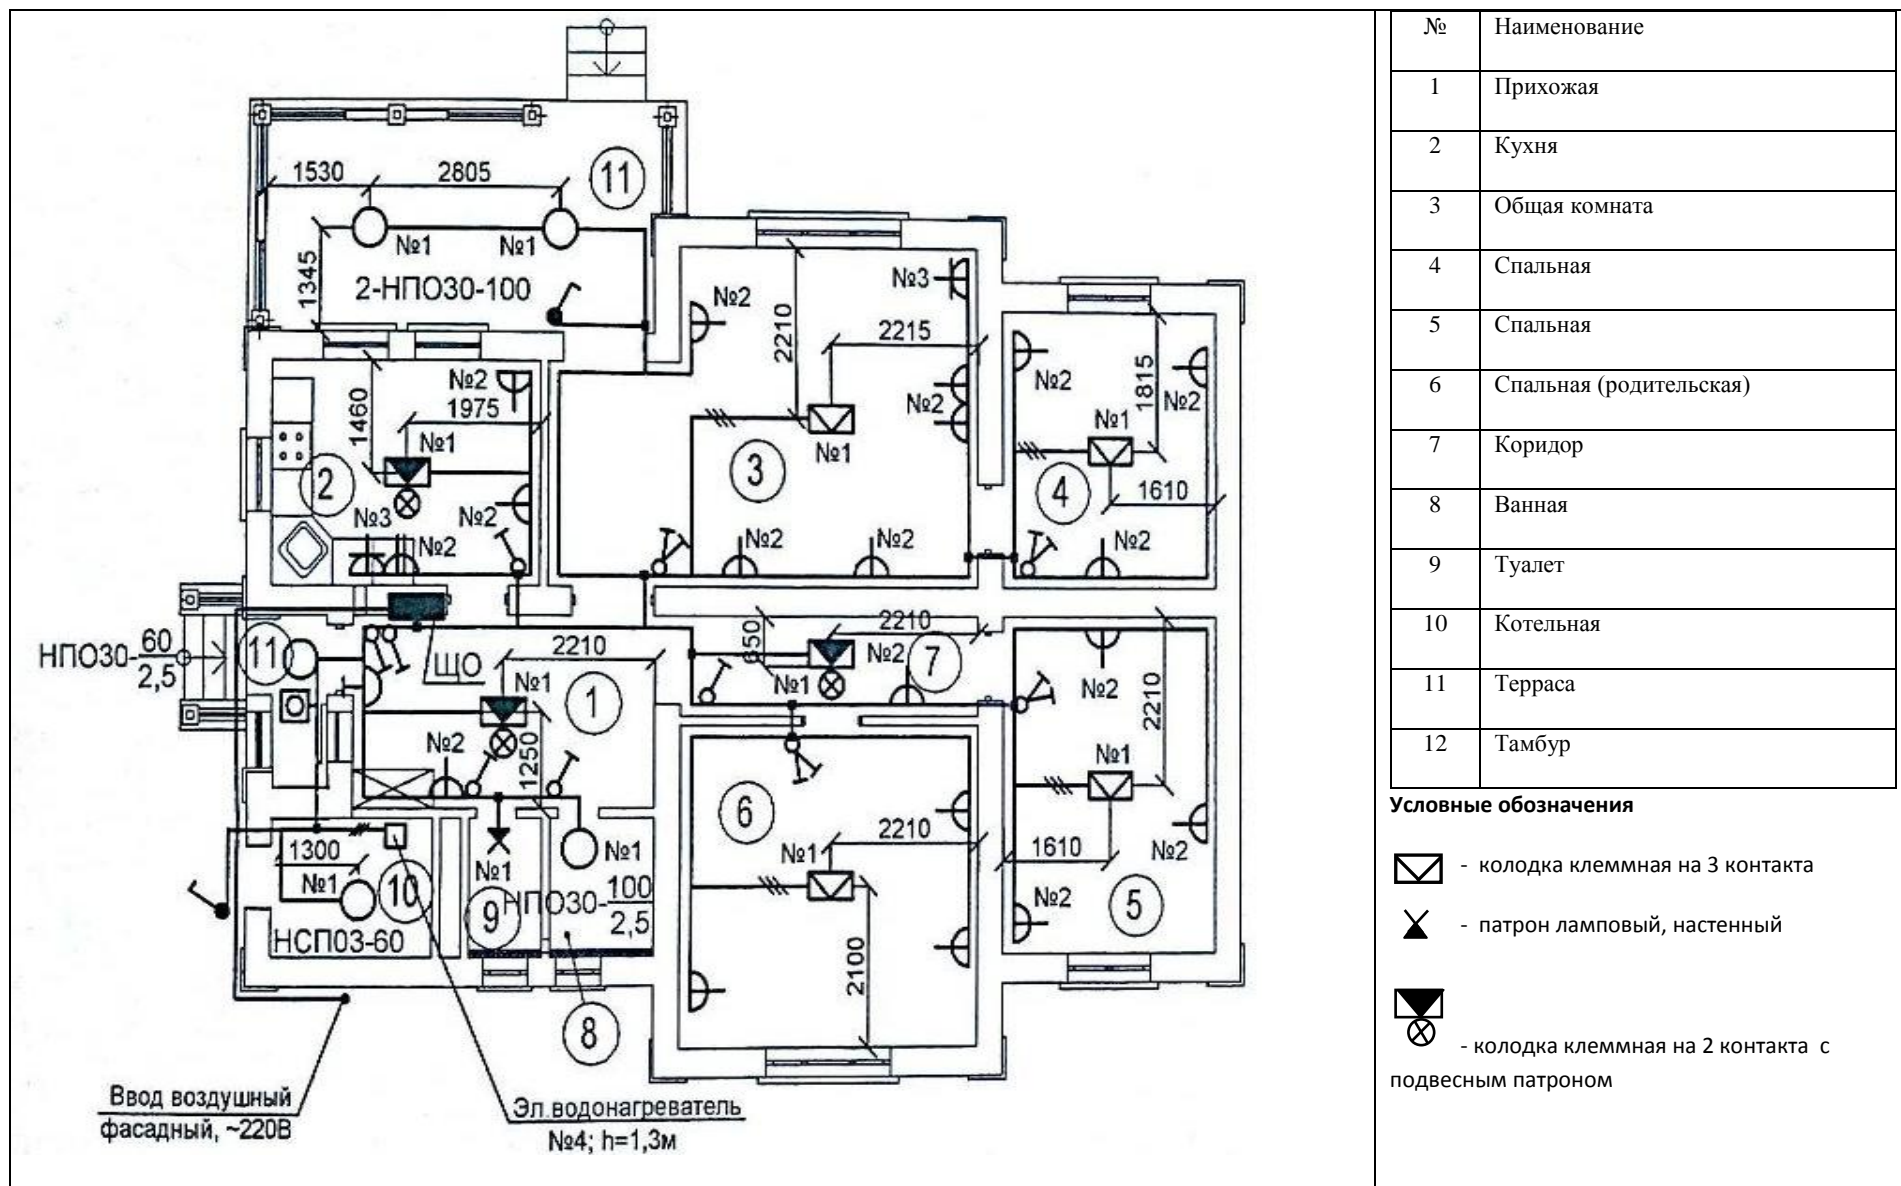 11
1530
2805
№1
№1
1345
2-НПО30-100
№2
№3
2210
2215
№2
1815
№2
№2
№2
1975
1460
№1
№1
№1
2
3
4
1610
№3
№2
№2
№2
№2
№2
НПО30-
60
2,5
11
ЩО
2210
№1
1
650
2210
№2
7
№1
№2
2210
№2
1250
№1
6
2210
№1
1610
№2
1300
№1
10
№1
№1
НПО30-
100
2,5
9
НСП03-60
№2
5
2100
8
Ввод воздушный
фасадный, ~220В
Эл.водонагреватель
№4; h=1,3м
№ Наименование
1 Прихожая
2 Кухня
3 Общая комната
4 Спальная
5 Спальная
6 Спальная (родительская)
7 Коридор
8 Ванная
9 Туалет
10 Котельная
11 Терраса
12 Тамбур
Условные обозначения
- колодка клеммная на 3 контакта
- патрон ламповый, настенный
- колодка клеммная на 2 контакта с
подвесным патроном